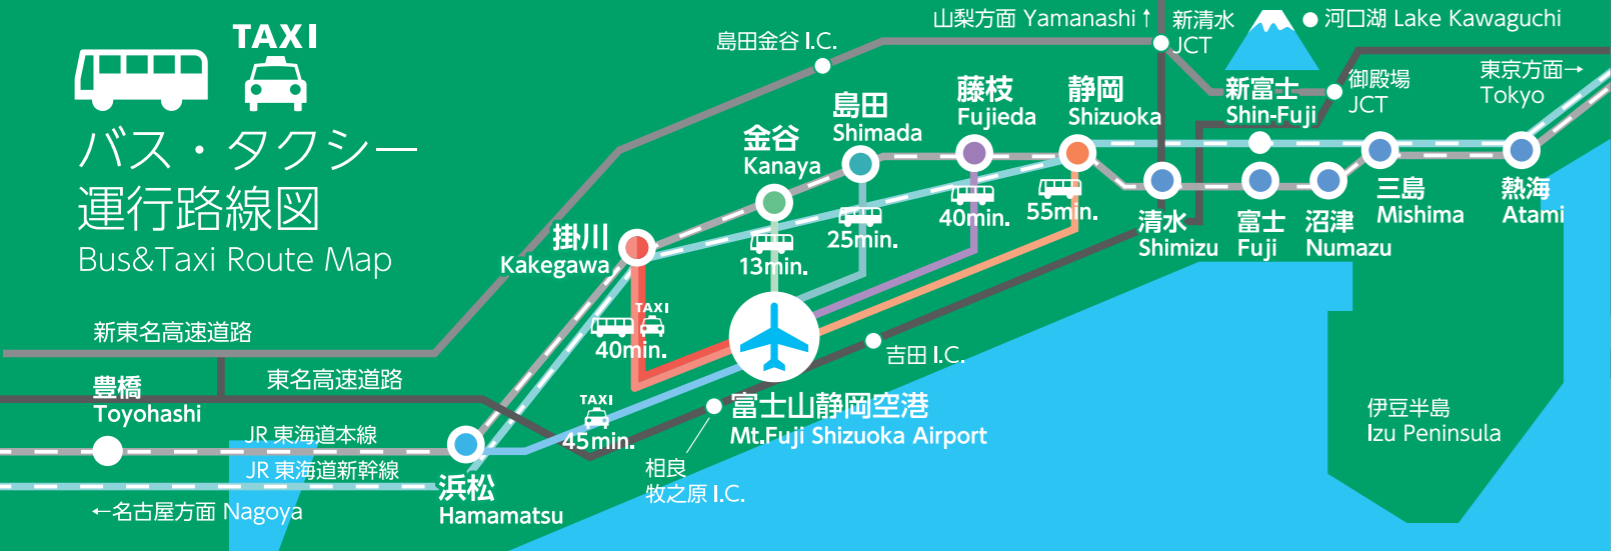 TAXI
バス・タクシー
運行路線図
Bus&Taxi Route Map
山梨方面 Yamanashi↑
新清水
JCT
河口湖 Lake Kawaguchi
島田金谷 I.C.
東京方面→
Tokyo
御殿場
JCT
新富士
Shin-Fuji
静岡
Shizuoka
藤枝
Fujieda
島田
Shimada
金谷
Kanaya
掛川
Kakegawa
13min.
25min.
40min.
55min.
清水
Shimizu
富士
Fuji
沼津
Numazu
三島
Mishima
熱海
Atami
TAXI
40min.
新東名高速道路
東名高速道路
豊橋
Toyohashi
JR 東海道本線
JR 東海道新幹線
←名古屋方面 Nagoya
浜松
Hamamatsu
TAXI
45min.
吉田 I.C.
富士山静岡空港
Mt.Fuji Shizuoka Airport
相良
牧之原 I.C.
伊豆半島
Izu Peninsula